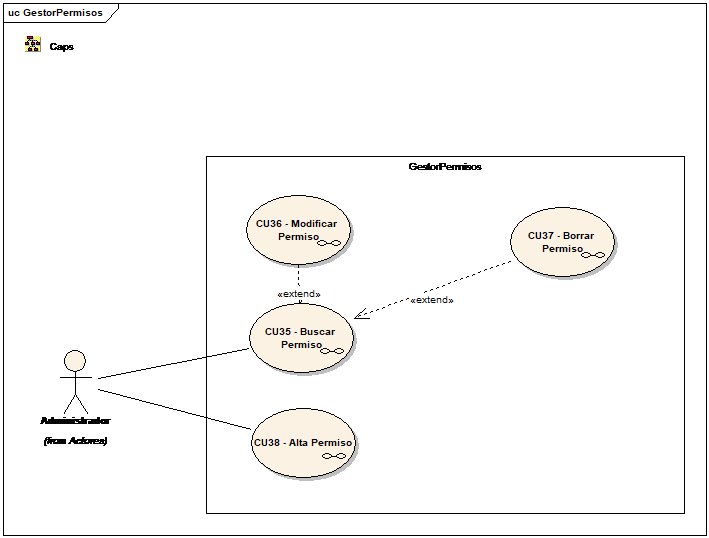 uc GestorPermisos
Caps
GestorPermisos
CU36 - Modificar
Permiso
CU37 - Borrar
Permiso
«extend»
«extend»
CU35 - Buscar
Permiso
Administrador
(from Actores)
CU38 - Alta Permiso